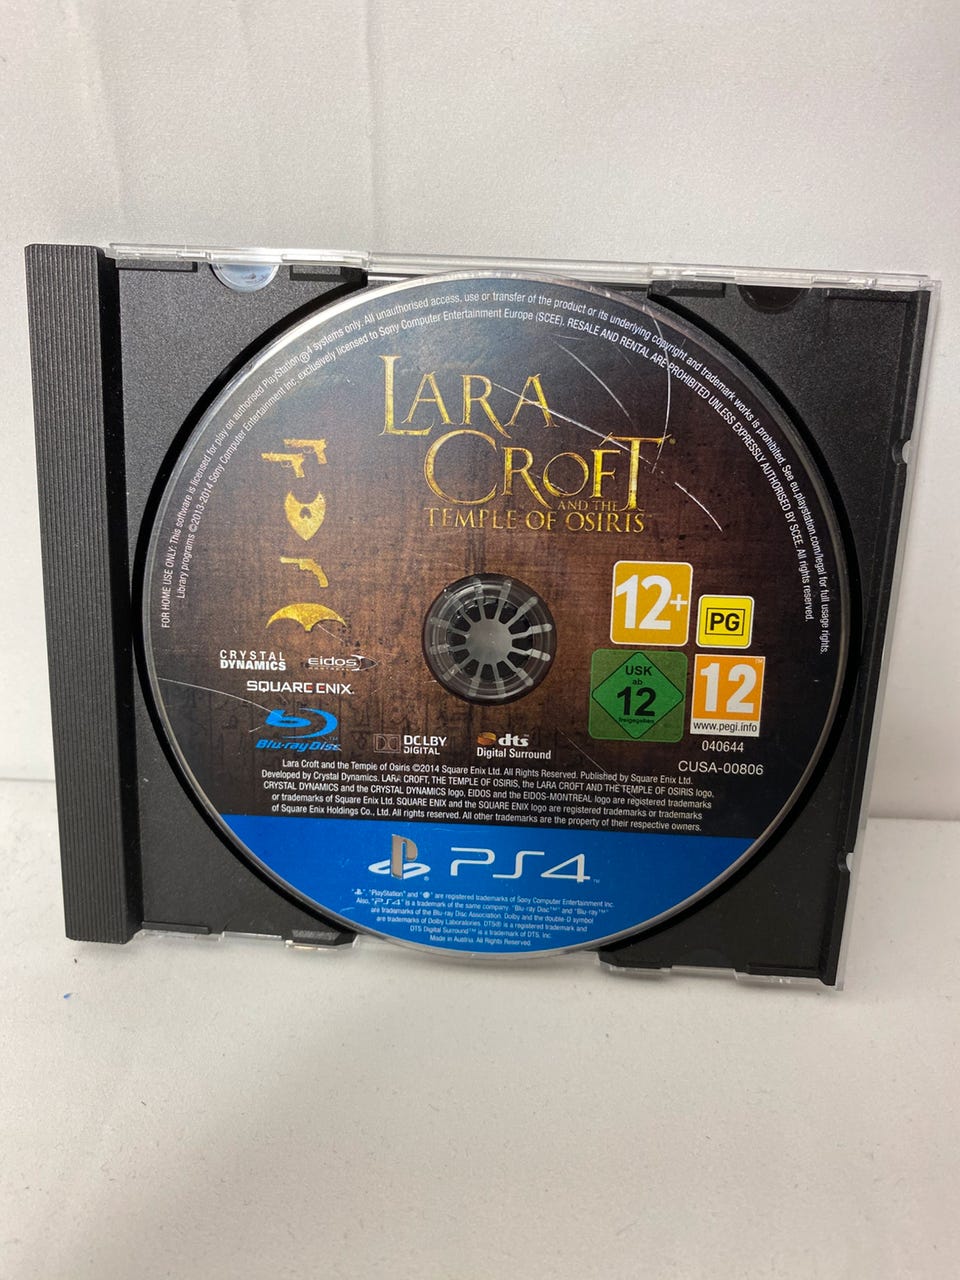 FOR HOME USE ONLY: This software is licensed for play on authorised PlayStation®4 systems only. All unauthorised access, use or transfer of the product or its underlying copyright and trademark works is prohibited. See eu.playstation.com/legal for full usage rights.
Library programs ©2013-2014 Sony Computer Entertainment Inc. exclusively licensed to Sony Computer Entertainment Europe (SCEE). RESALE AND RENTAL ARE PROHIBITED UNLESS EXPRESSLY AUTHORISED BY SCEE. All rights reserved.
LARA
CROFT
AND THE
TEMPLE OF OSIRIS
12+
PG
USK
ab
12
freigegeben
12
www.pegi.info
040644
CUSA-00806
CRYSTAL
DYNAMICS
eidos
MONTREAL
SQUARE ENIX.
Blu-ray Disc™
DOLBY
DIGITAL
dts™
Digital Surround
Lara Croft and the Temple of Osiris ©2014 Square Enix Ltd. All Rights Reserved. Published by Square Enix Ltd.
Developed by Crystal Dynamics. LARA CROFT, THE TEMPLE OF OSIRIS, the LARA CROFT AND THE TEMPLE OF OSIRIS logo,
CRYSTAL DYNAMICS and the CRYSTAL DYNAMICS logo, EIDOS and the EIDOS-MONTREAL logo are registered trademarks
or trademarks of Square Enix Ltd. SQUARE ENIX and the SQUARE ENIX logo are registered trademarks or trademarks
of Square Enix Holdings Co., Ltd. All rights reserved. All other trademarks are the property of their respective owners.
PS4™
"", "PlayStation" and "" are registered trademarks of Sony Computer Entertainment Inc.
Also, "PS4" is a trademark of the same company. "Blu-ray Disc™" and "Blu-ray™"
are trademarks of the Blu-ray Disc Association. Dolby and the double-D symbol
are trademarks of Dolby Laboratories. DTS® is a registered trademark and
DTS Digital Surround™ is a trademark of DTS, Inc.
Made in Austria. All Rights Reserved.